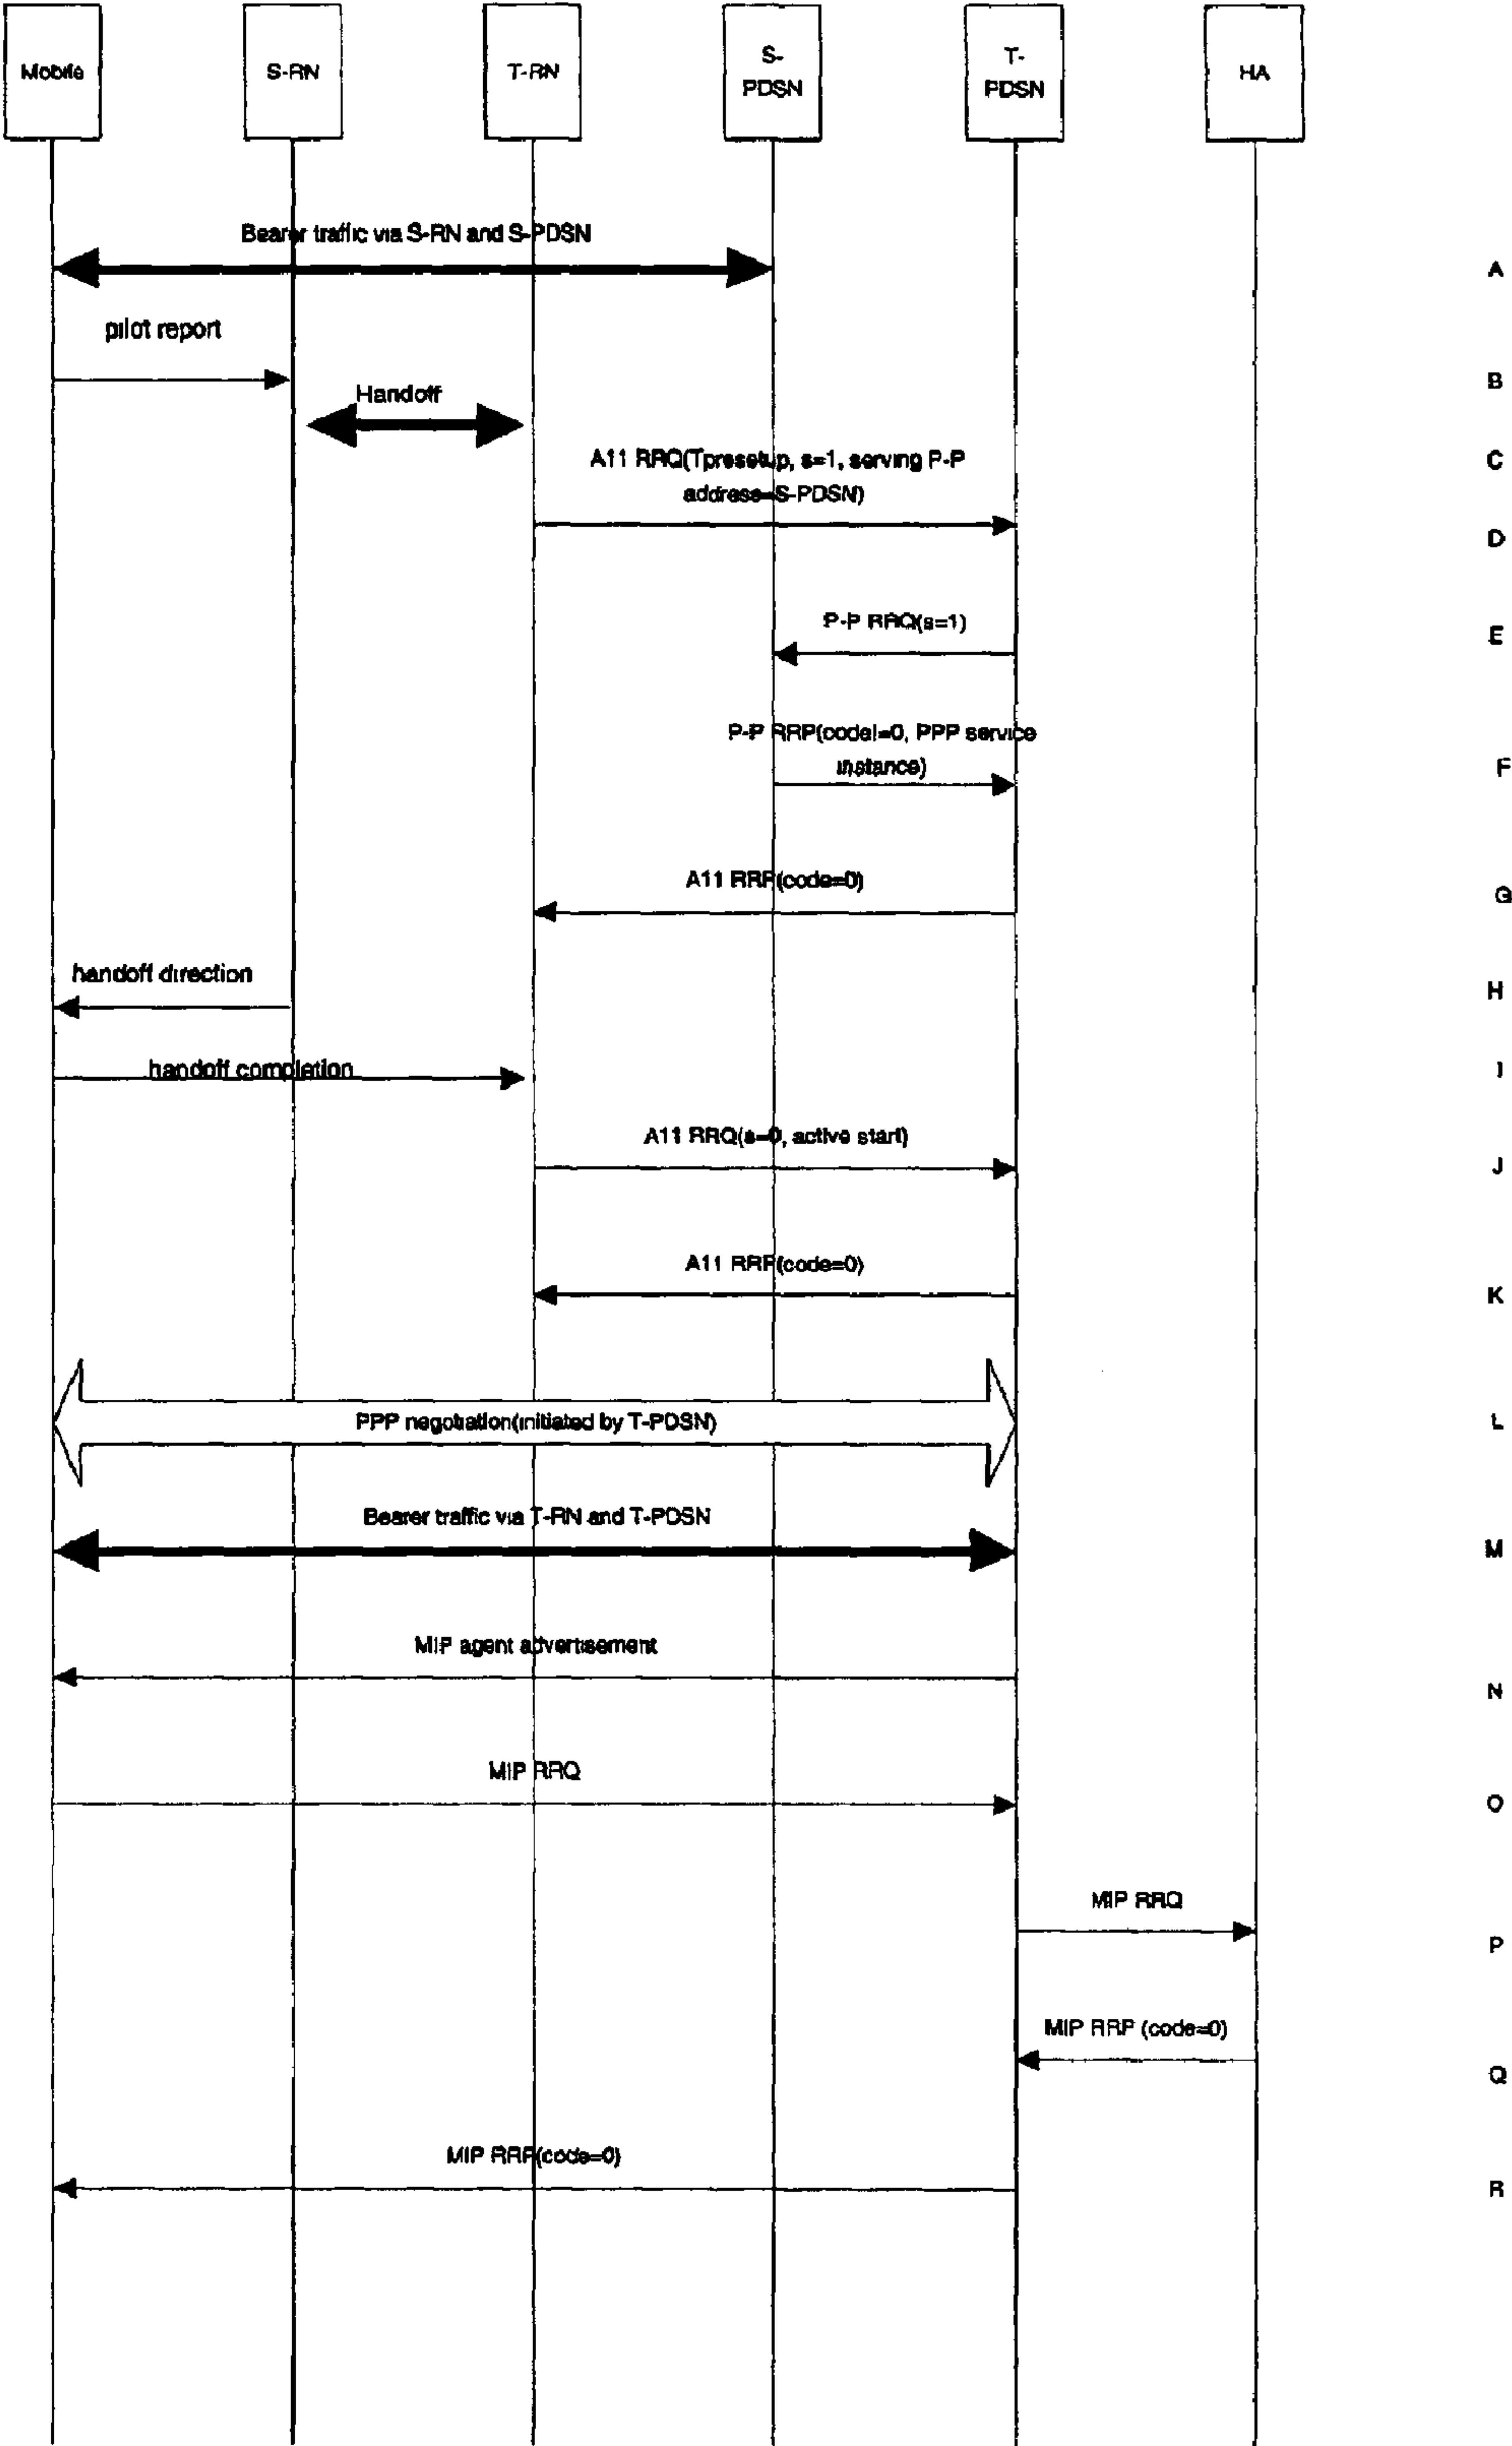 Mobile
S-RN
T-RN
S-
PDSN
T-
PDSN
HA
Bearer traffic via S-RN and S-PDSN
A
pilot report
B
Handoff
A11 RRQ(Tpresetup, s=1, serving P-P
address=S-PDSN)
C
D
P-P RRQ(s=1)
E
P-P RRP(code!=0, PPP service
instance)
F
A11 RRP(code=0)
G
handoff direction
H
handoff completion
I
A11 RRQ(s=0, active start)
J
A11 RRP(code=0)
K
PPP negotiation(initiated by T-PDSN)
L
Bearer traffic via T-RN and T-PDSN
M
MIP agent advertisement
N
MIP RRQ
O
MIP RRQ
P
MIP RRP (code=0)
Q
MIP RRP(code=0)
R